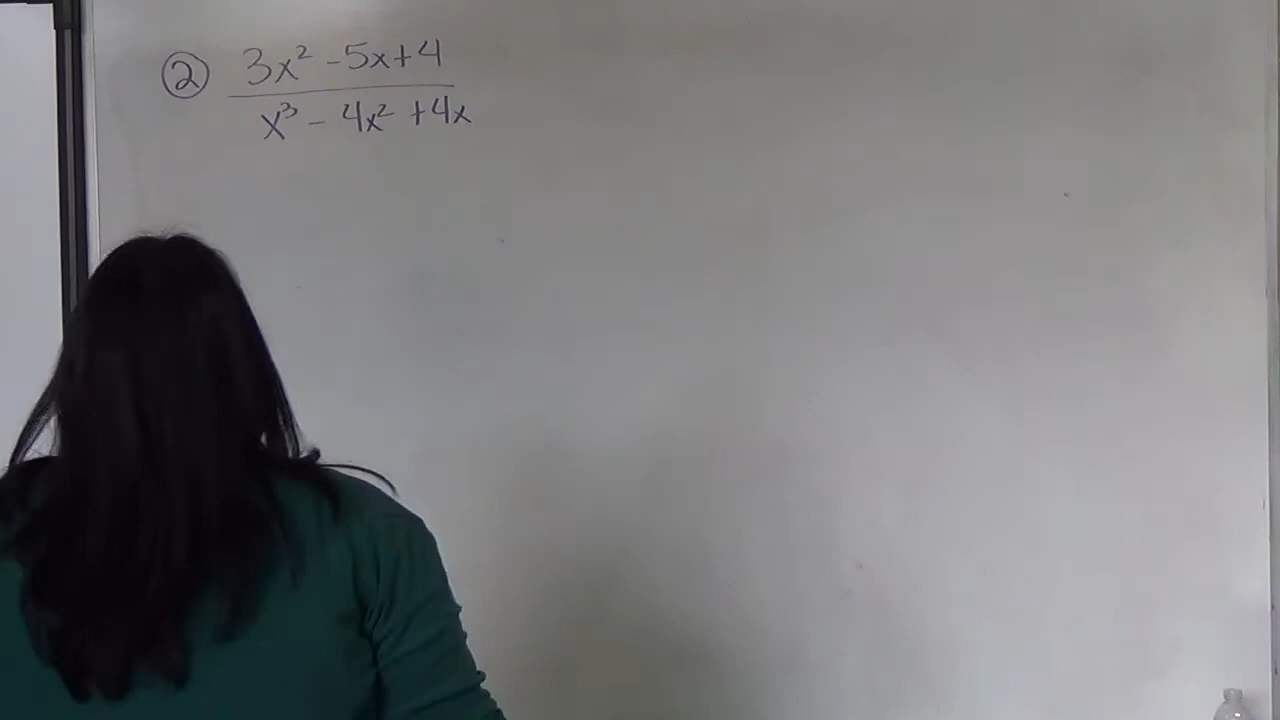 ② 3x² - 5x + 4
x³ - 4x² + 4x